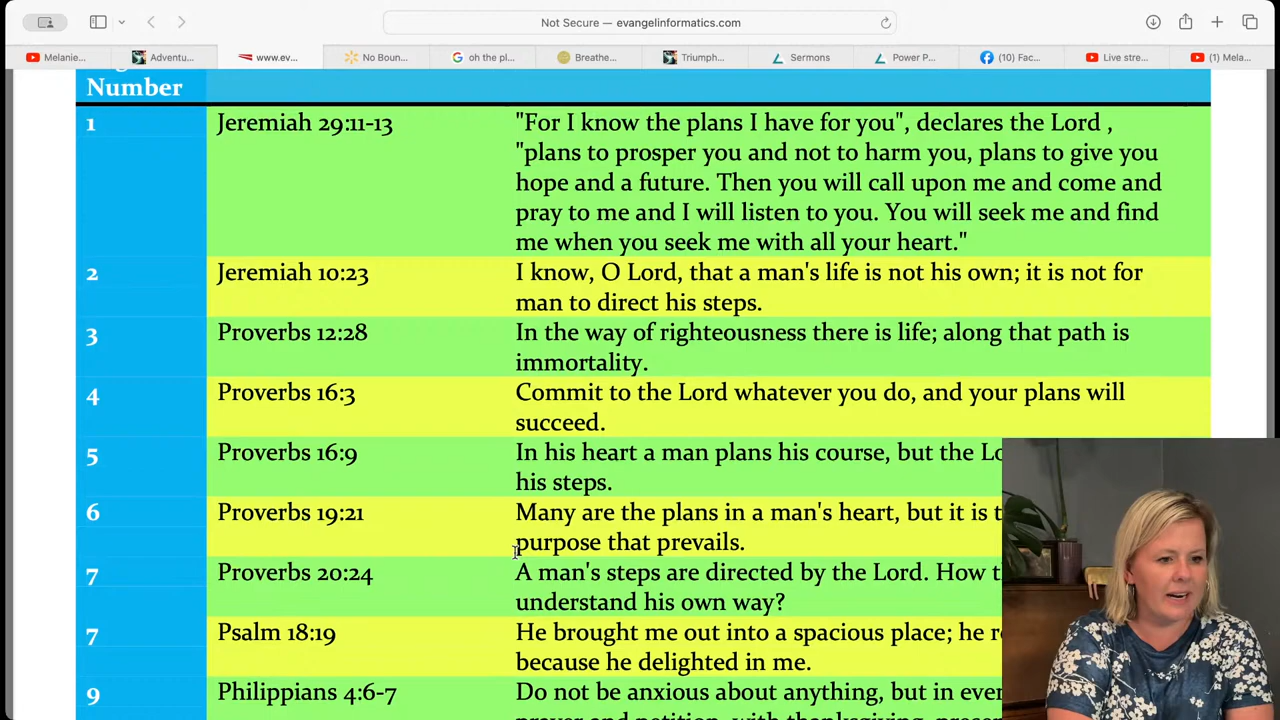 Not Secure — evangelinformatics.com
Melanie...
Adventu...
www.ev...
No Boun...
oh the pl...
Breathe...
Triumph...
Sermons
Power P...
(10) Fac...
Live stre...
(1) Mela...
Number
1 Jeremiah 29:11-13 "For I know the plans I have for you", declares the Lord ,
"plans to prosper you and not to harm you, plans to give you
hope and a future. Then you will call upon me and come and
pray to me and I will listen to you. You will seek me and find
me when you seek me with all your heart."
2 Jeremiah 10:23 I know, O Lord, that a man's life is not his own; it is not for
man to direct his steps.
3 Proverbs 12:28 In the way of righteousness there is life; along that path is
immortality.
4 Proverbs 16:3 Commit to the Lord whatever you do, and your plans will
succeed.
5 Proverbs 16:9 In his heart a man plans his course, but the
his steps.
6 Proverbs 19:21 Many are the plans in a man's heart, but it is
purpose that prevails.
7 Proverbs 20:24 A man's steps are directed by the Lord. How
understand his own way?
7 Psalm 18:19 He brought me out into a spacious place; he
because he delighted in me.
9 Philippians 4:6-7 Do not be anxious about anything, but in